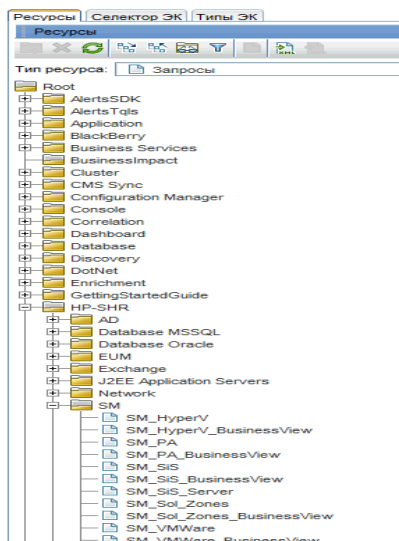 Ресурсы Селектор ЭК Типы ЭК
Ресурсы
Тип ресурса: Запросы
Root
AlertsSDK
AlertsTqls
Application
BlackBerry
Business Services
BusinessImpact
Cluster
CMS Sync
Configuration Manager
Console
Correlation
Dashboard
Database
Discovery
DotNet
Enrichment
GettingStartedGuide
HP-SHR
AD
Database MSSQL
Database Oracle
EUM
Exchange
J2EE Application Servers
Network
SM
SM_HyperV
SM_HyperV_BusinessView
SM_PA
SM_PA_BusinessView
SM_SiS
SM_SiS_BusinessView
SM_SiS_Server
SM_Sol_Zones
SM_Sol_Zones_BusinessView
SM_VMWare
SM_VMWare_BusinessView